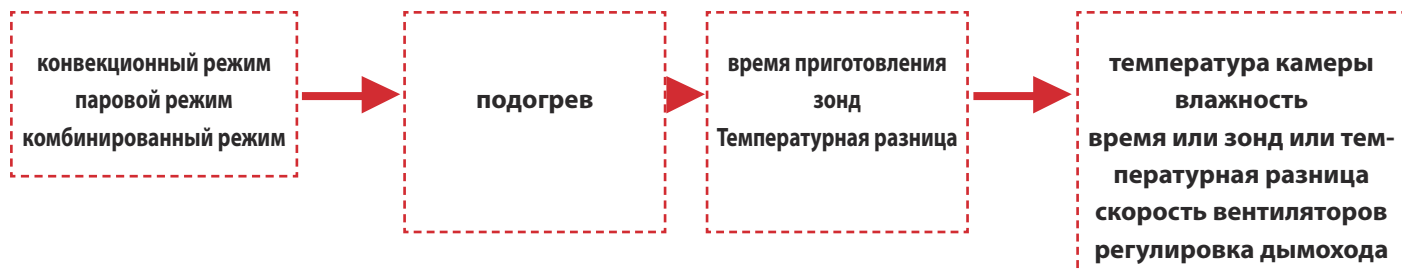 конвекционный режим
паровой режим
комбинированный режим
подогрев
время приготовления
зонд
Температурная разница
температура камеры
влажность
время или зонд или тем-
пературная разница
скорость вентиляторов
регулировка дымохода